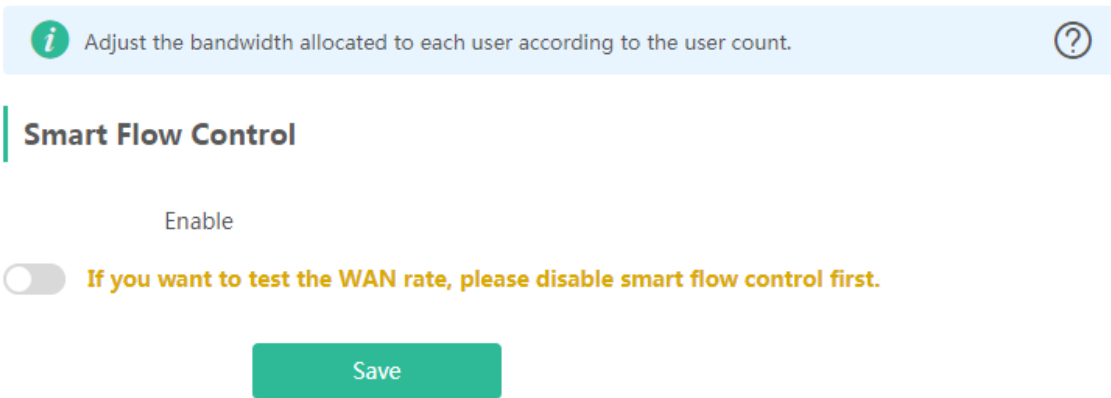 Adjust the bandwidth allocated to each user according to the user count.
Smart Flow Control
Enable
If you want to test the WAN rate, please disable smart flow control first.
Save